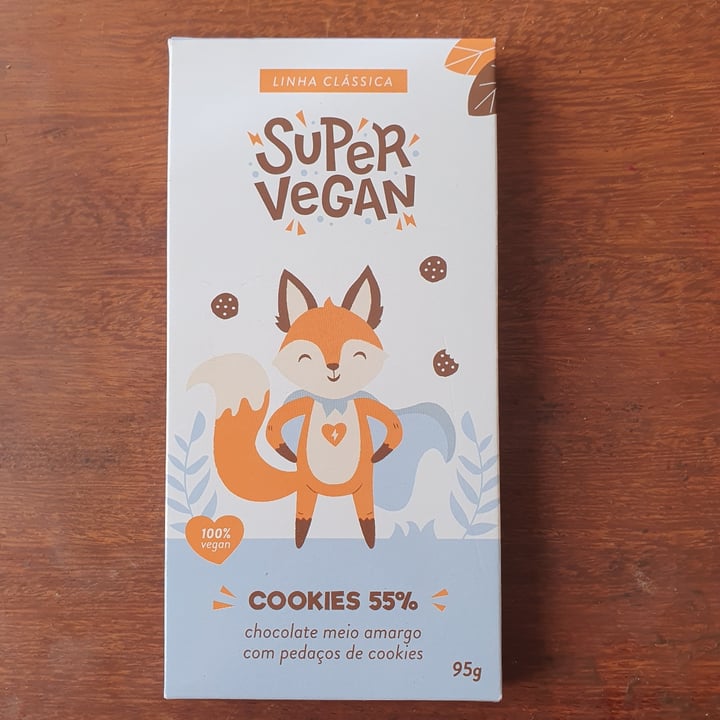 LINHA CLÁSSICA
SUPER
VEGAN
100%
vegan
COOKIES 55%
chocolate meio amargo
com pedaços de cookies
95g